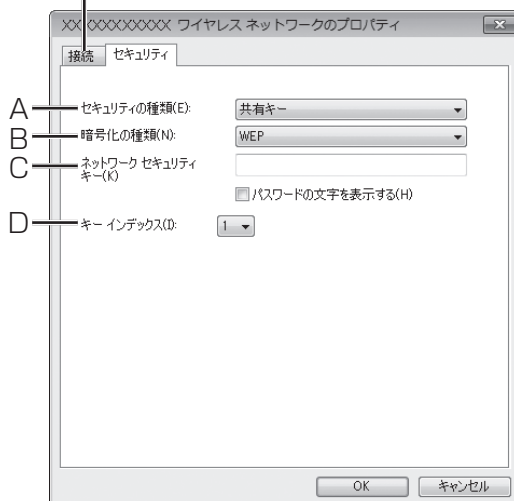 XXXXXXXXXXXX ワイヤレス ネットワークのプロパティ
接続 セキュリティ
A セキュリティの種類(E): 共有キー
B 暗号化の種類(N): WEP
C ネットワーク セキュリティ
キー(K)
パスワードの文字を表示する(H)
D キー インデックス(I): 1
OK キャンセル